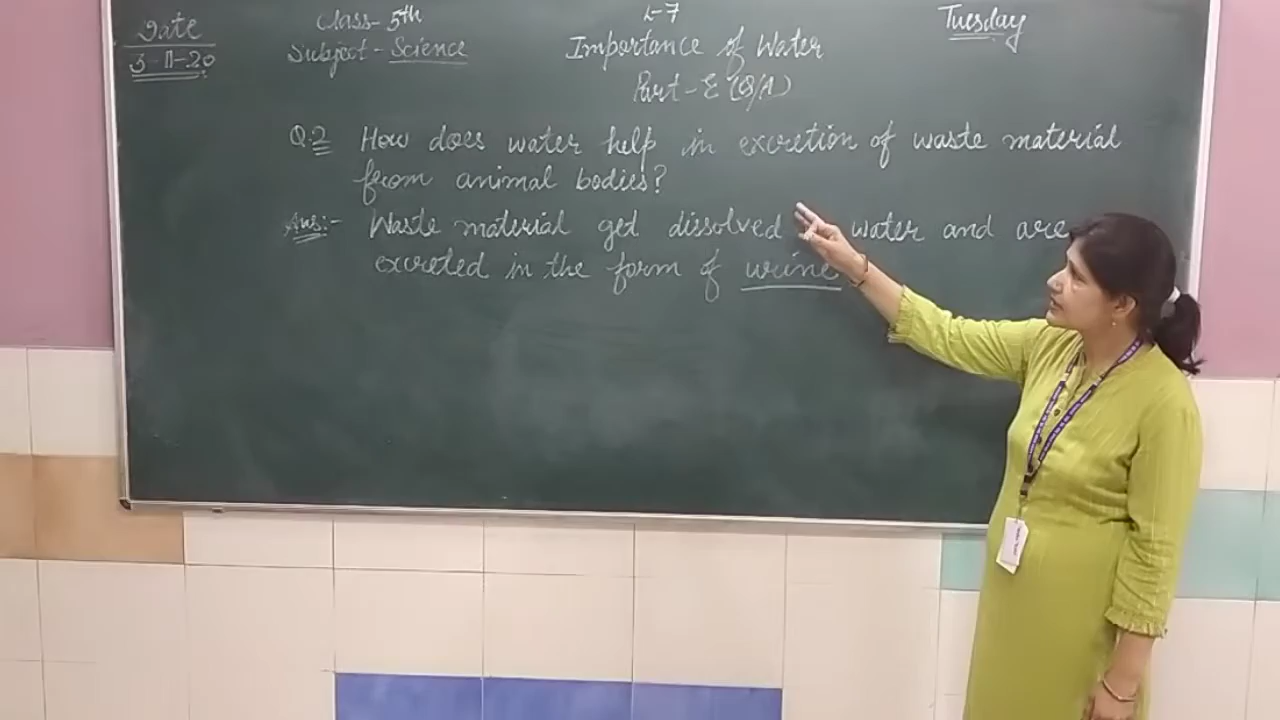 Date
3-11-20
Class- 5th
Subject - Science
L-7
Importance of Water
Part - E (Q/A)
Tuesday
Q.2 How does water help in excretion of waste material
from animal bodies?
Ans:- Waste material get dissolved water and are
excreted in the form of urine